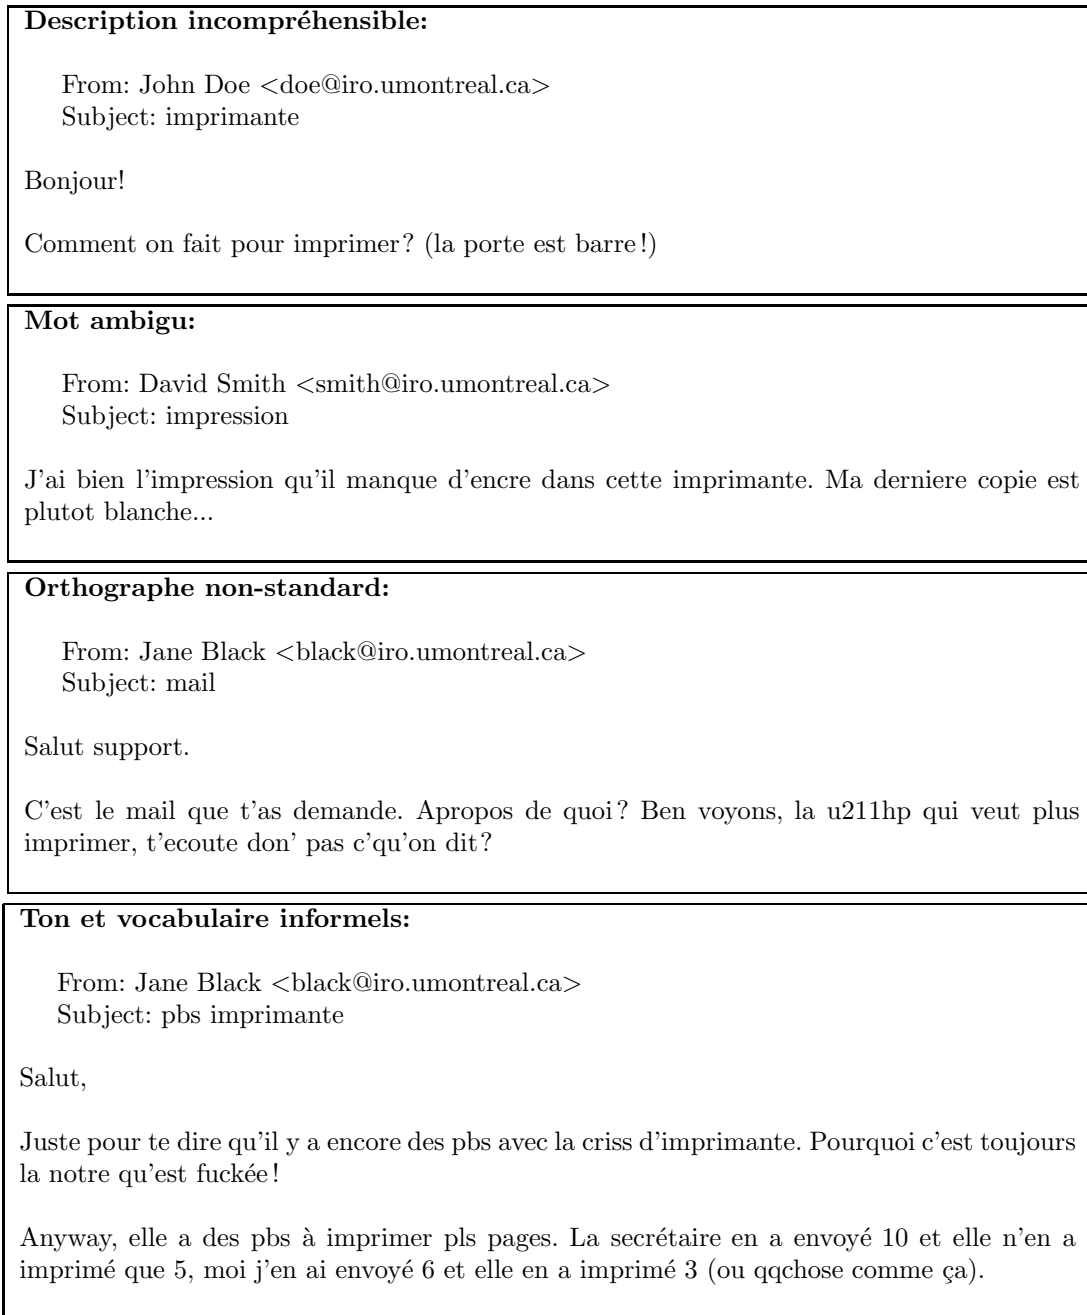 Description incompréhensible:
From: John Doe <doe@iro.umontreal.ca>
Subject: imprimante
Bonjour!
Comment on fait pour imprimer ? (la porte est barre !)
Mot ambigu:
From: David Smith <smith@iro.umontreal.ca>
Subject: impression
J'ai bien l'impression qu'il manque d'encre dans cette imprimante. Ma derniere copie est
plutot blanche...
Orthographe non-standard:
From: Jane Black <black@iro.umontreal.ca>
Subject: mail
Salut support.
C'est le mail que t'as demande. Apropos de quoi ? Ben voyons, la u211hp qui veut plus
imprimer, t'ecoute don' pas c'qu'on dit ?
Ton et vocabulaire informels:
From: Jane Black <black@iro.umontreal.ca>
Subject: pbs imprimante
Salut,
Juste pour te dire qu'il y a encore des pbs avec la criss d'imprimante. Pourquoi c'est toujours
la notre qu'est fuckée !
Anyway, elle a des pbs à imprimer pls pages. La secrétaire en a envoyé 10 et elle n'en a
imprimé que 5, moi j'en ai envoyé 6 et elle en a imprimé 3 (ou qqchose comme ça).